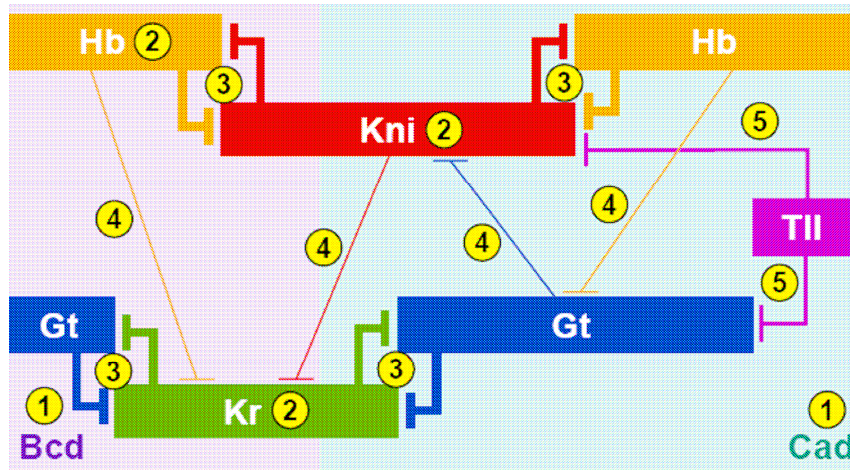 Hb 2 Hb
3 3
Kni 2 5
4 4 4 4
Tll
5
Gt Gt
3 3
1 Kr 2 1
Bcd Cad